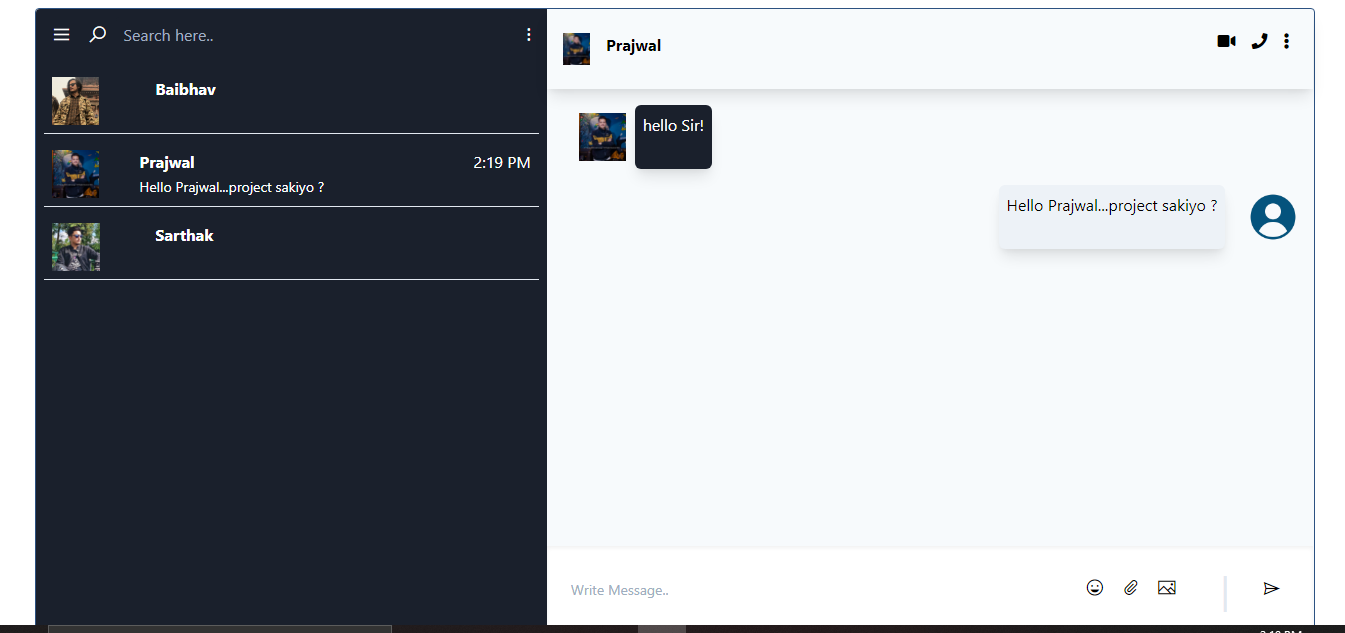 Search here..
Baibhav
Prajwal 2:19 PM
Hello Prajwal...project sakiyo ?
Sarthak
Prajwal
hello Sir!
Hello Prajwal...project sakiyo ?
Write Message..